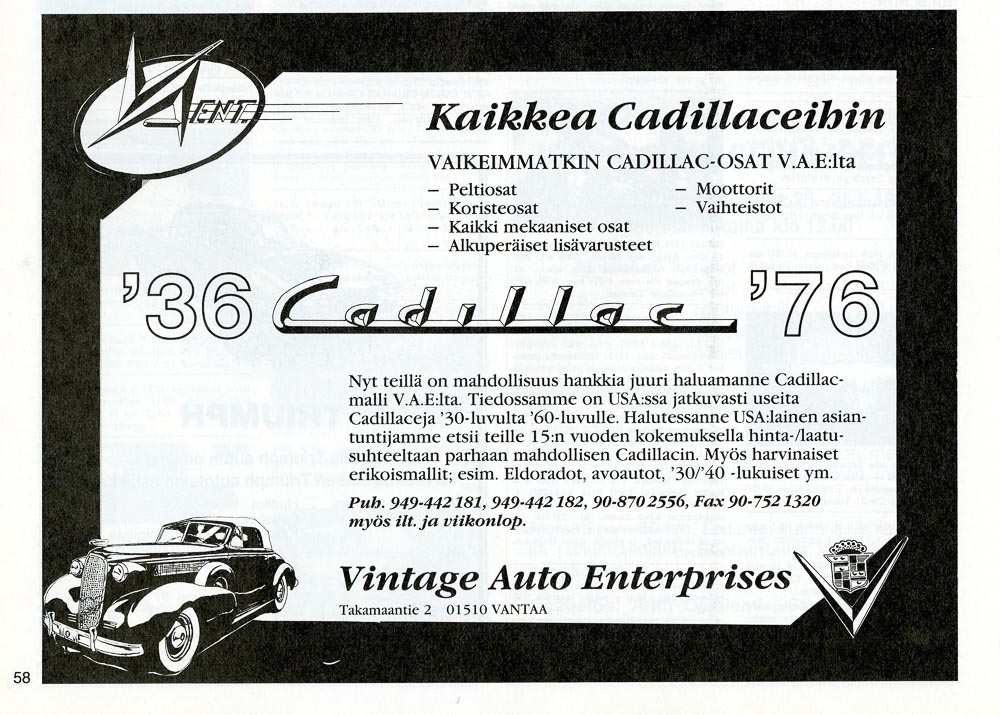 VAENT.
Kaikkea Cadillaceihin
VAIKEIMMATKIN CADILLAC-OSAT V.A.E:lta
– Peltiosat
– Koristeosat
– Kaikki mekaaniset osat
– Alkuperäiset lisävarusteet
– Moottorit
– Vaihteistot
'36 Cadillac '76
Nyt teillä on mahdollisuus hankkia juuri haluamanne Cadillac-
malli V.A.E:lta. Tiedossamme on USA:ssa jatkuvasti useita
Cadillaceja '30-luvulta '60-luvulle. Halutessanne USA:lainen asian-
tuntijamme etsii teille 15:n vuoden kokemuksella hinta-/laatu-
suhteeltaan parhaan mahdollisen Cadillacin. Myös harvinaiset
erikoismallit- esim. Eldoradot, avoautot, '30/'40 -lukuiset ym.
Puh. 949-442 181, 949-442 182, 90-870 2556, Fax 90-752 1320
myös ilt. ja viikonlop.
Vintage Auto Enterprises
Takamaantie 2 01510 VANTAA
58